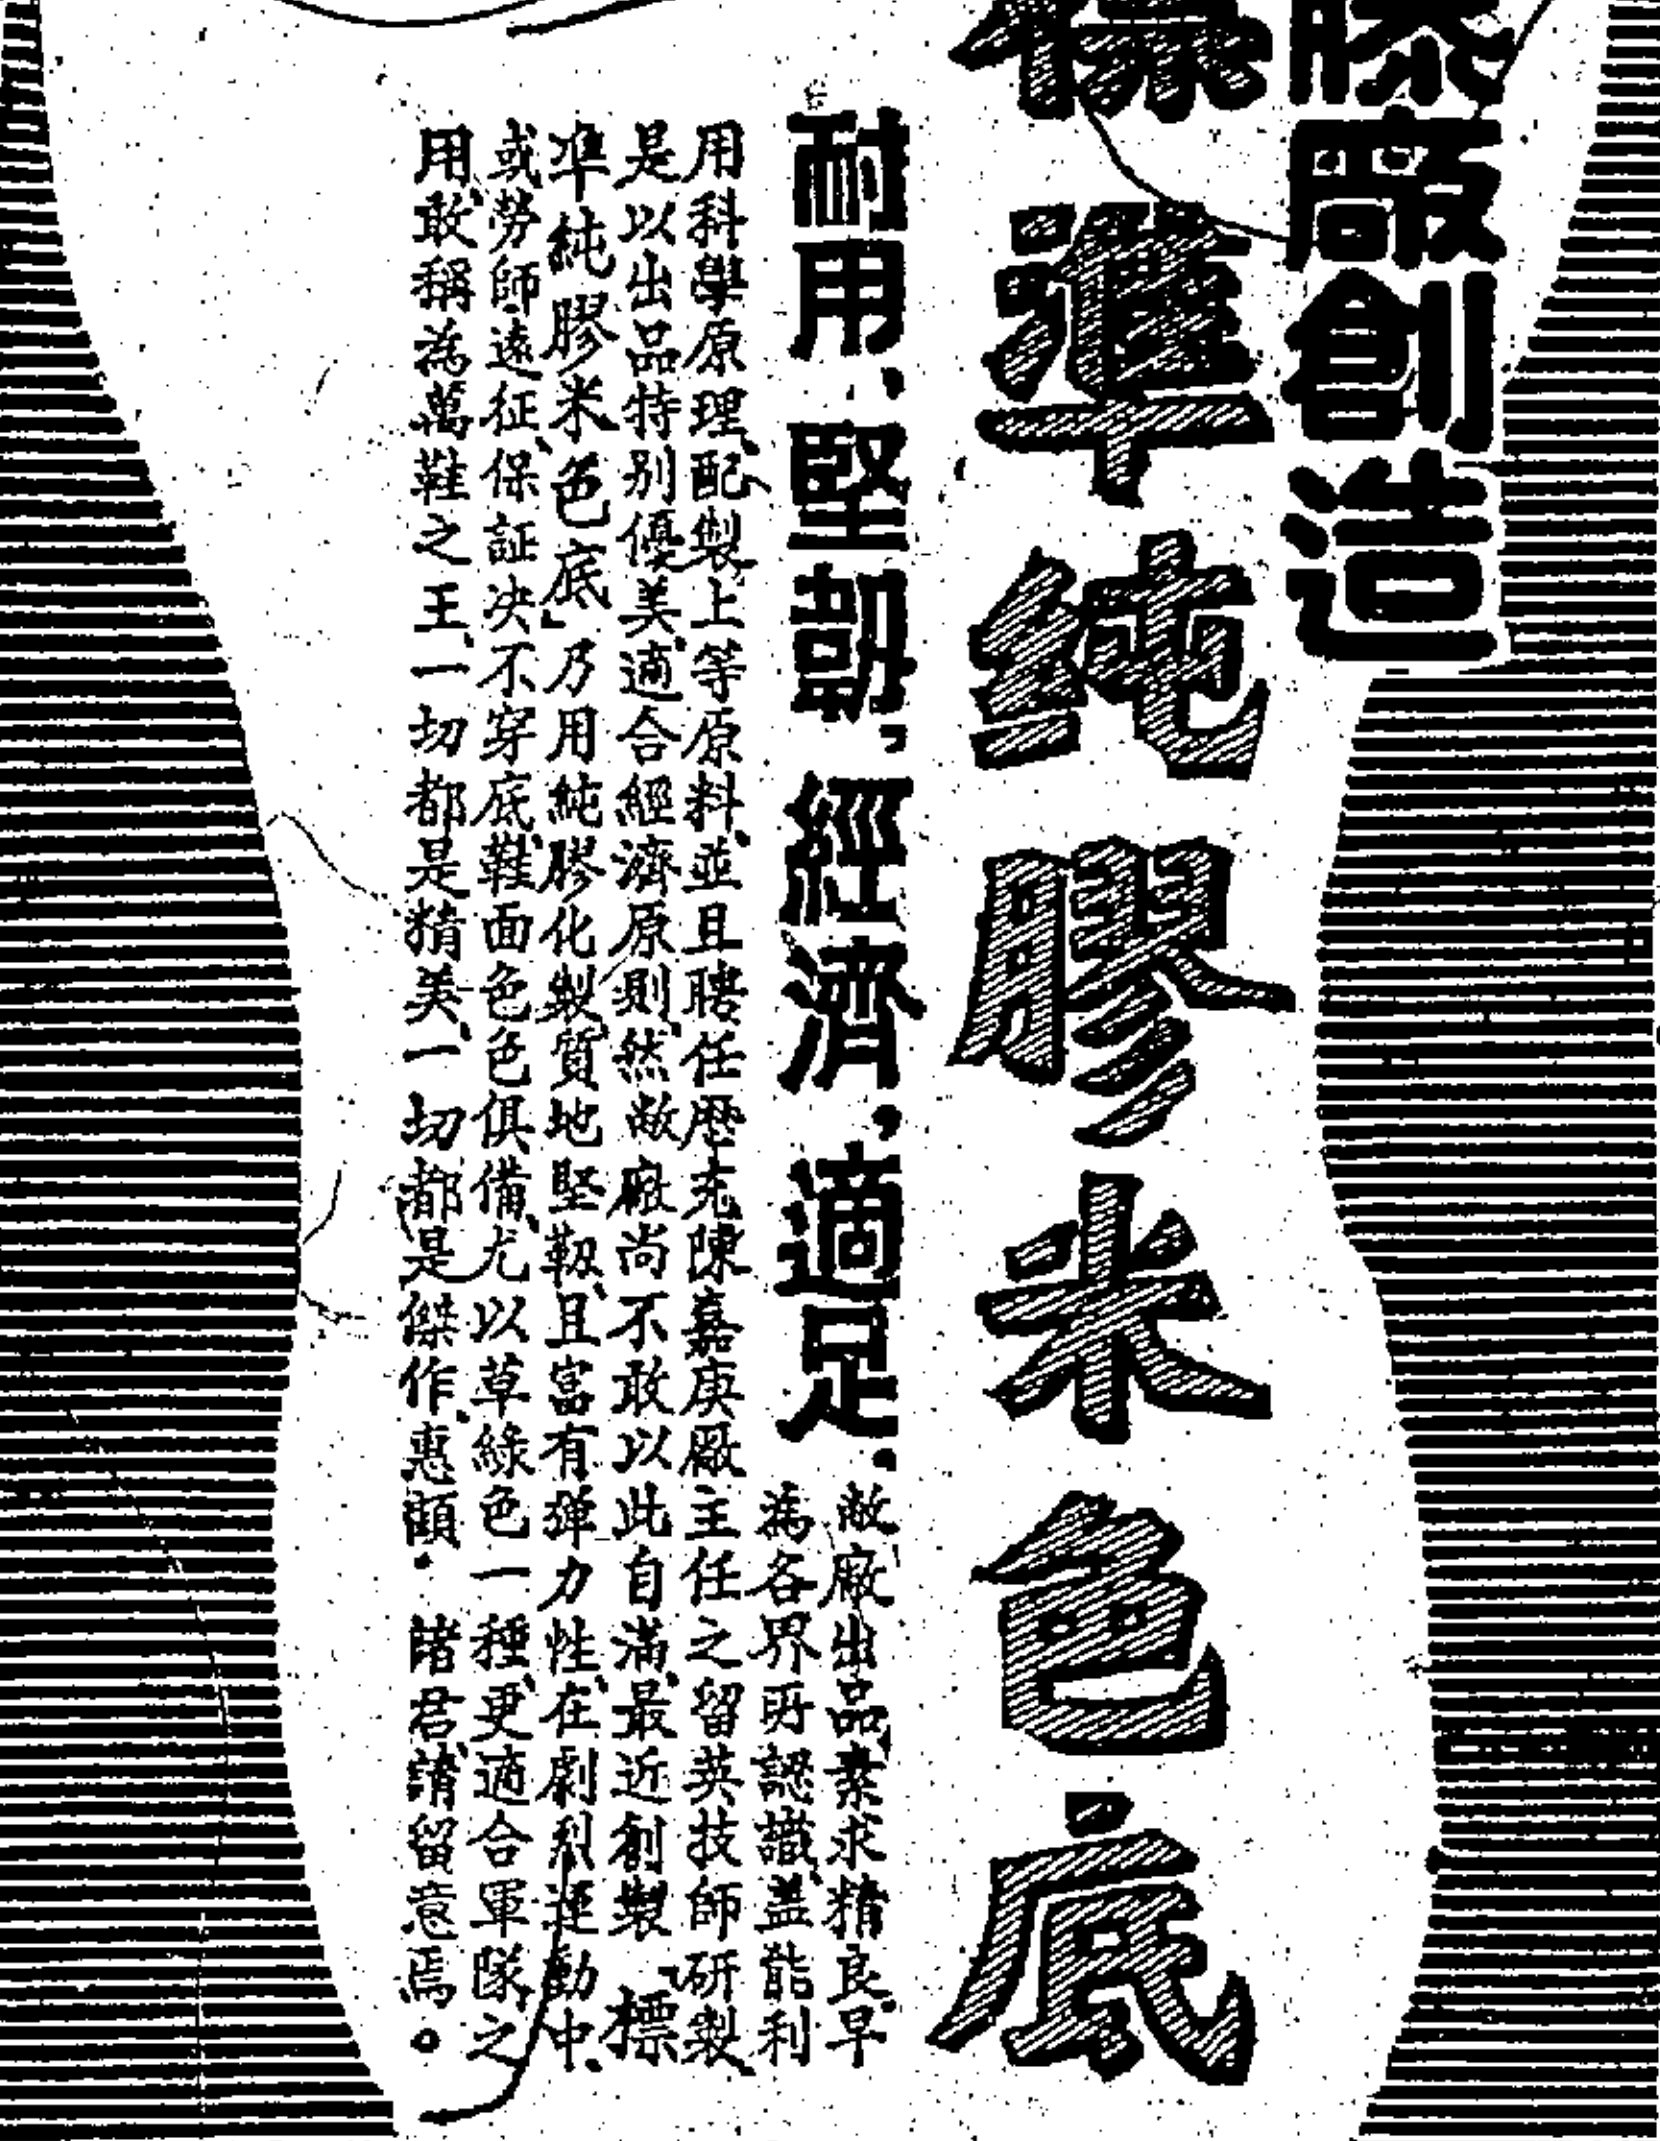 廠創造
準純膠米色底
耐用，堅韌，經濟，適足．
敝廠出品素求精良、早
為各界所認識、蓋能利
用科學原理、配製上等原料、並且聘任歷充陳嘉庚廠主任之留英技師研製、
是以出品特別優美、適合經濟原則、然敝廠尚不敢以此自滿、最近創製「標
準純膠米色底」乃用純膠化製、質地堅韌、且富有彈力性、在劇烈運動中、
或勞師遠征、保証決不穿底、鞋面色色俱備、尤以草綠色一種、更適合軍隊之
用、敢稱為萬鞋之王、一切都是精美、一切都是傑作、惠顧．諸君、請留意焉。